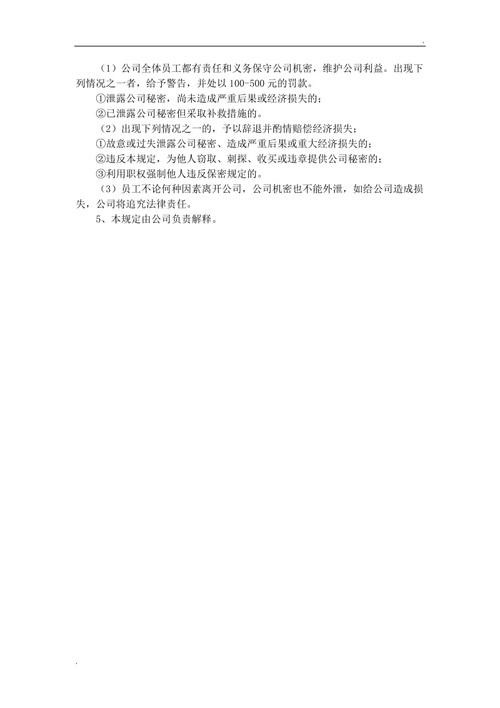 （1）公司全体员工都有责任和义务保守公司机密，维护公司利益。出现下
列情况之一者，给予警告，并处以 100-500 元的罚款。
①泄露公司秘密，尚未造成严重后果或经济损失的；
②已泄露公司秘密但采取补救措施的。
（2）出现下列情况之一的，予以辞退并酌情赔偿经济损失；
①故意或过失泄露公司秘密、造成严重后果或重大经济损失的；
②违反本规定，为他人窃取、刺探、收买或违章提供公司秘密的；
③利用职权强制他人违反保密规定的。
（3）员工不论何种因素离开公司，公司机密也不能外泄，如给公司造成损
失，公司将追究法律责任。
5、本规定由公司负责解释。